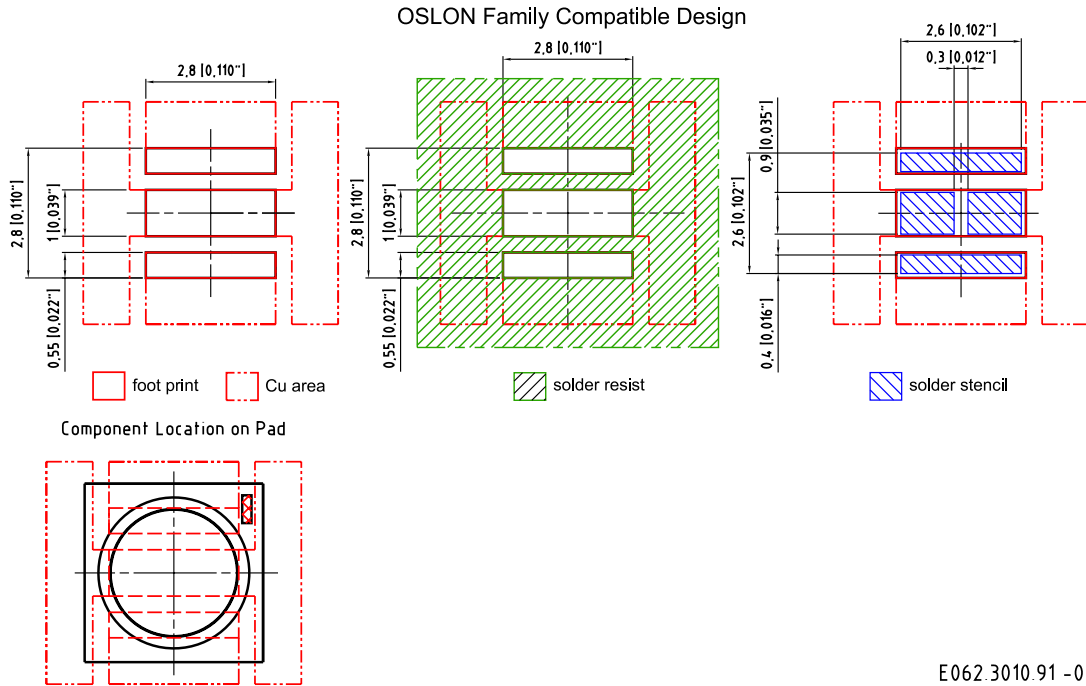 OSLON Family Compatible Design
2,8 [0,110"]
2,8 [0,110"]
1 [0,039"]
0,55 [0,022"]
2,8 [0,110"]
2,8 [0,110"]
1 [0,039"]
0,55 [0,022"]
2,6 [0,102"]
0,3 [0,012"]
0,9 [0,035"]
2,6 [0,102"]
0,4 [0,016"]
foot print
Cu area
solder resist
solder stencil
Component Location on Pad
E062.3010.91 -0